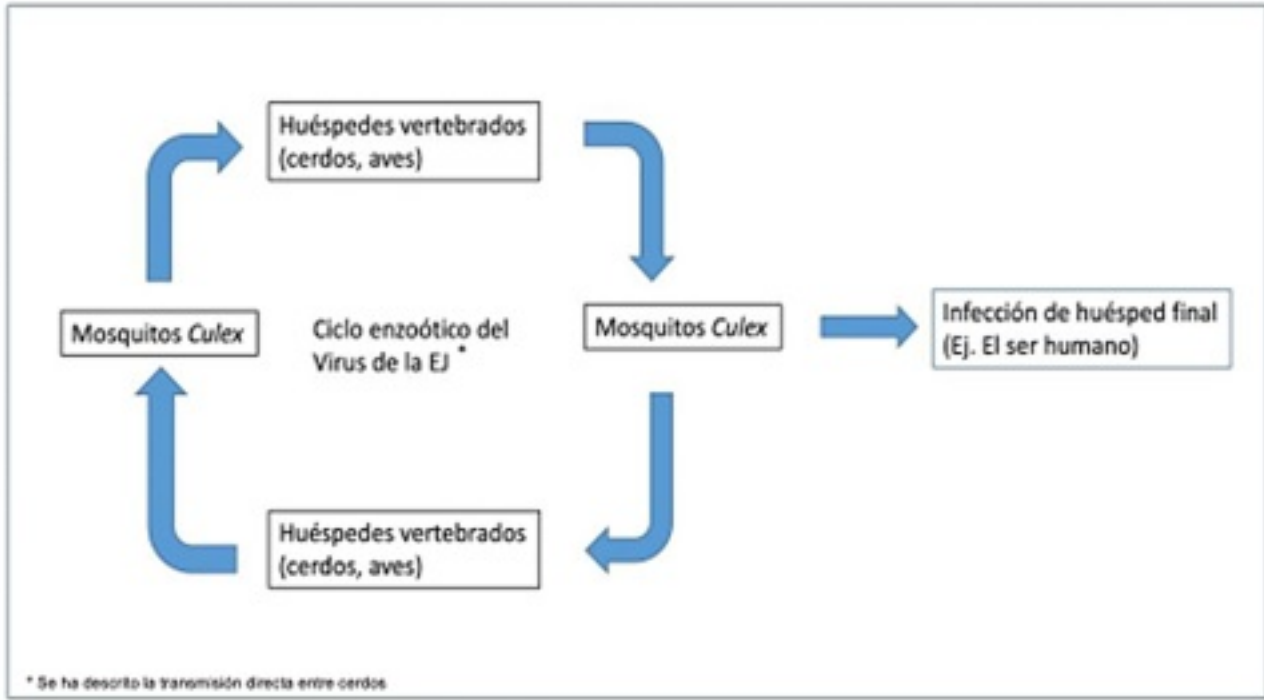 Huéspedes vertebrados
(cerdos, aves)
Mosquitos Culex
Ciclo enzoótico del
Virus de la EJ *
Mosquitos Culex
Infección de huésped final
(Ej. El ser humano)
Huéspedes vertebrados
(cerdos, aves)
* Se ha descrito la transmisión directa entre cerdos